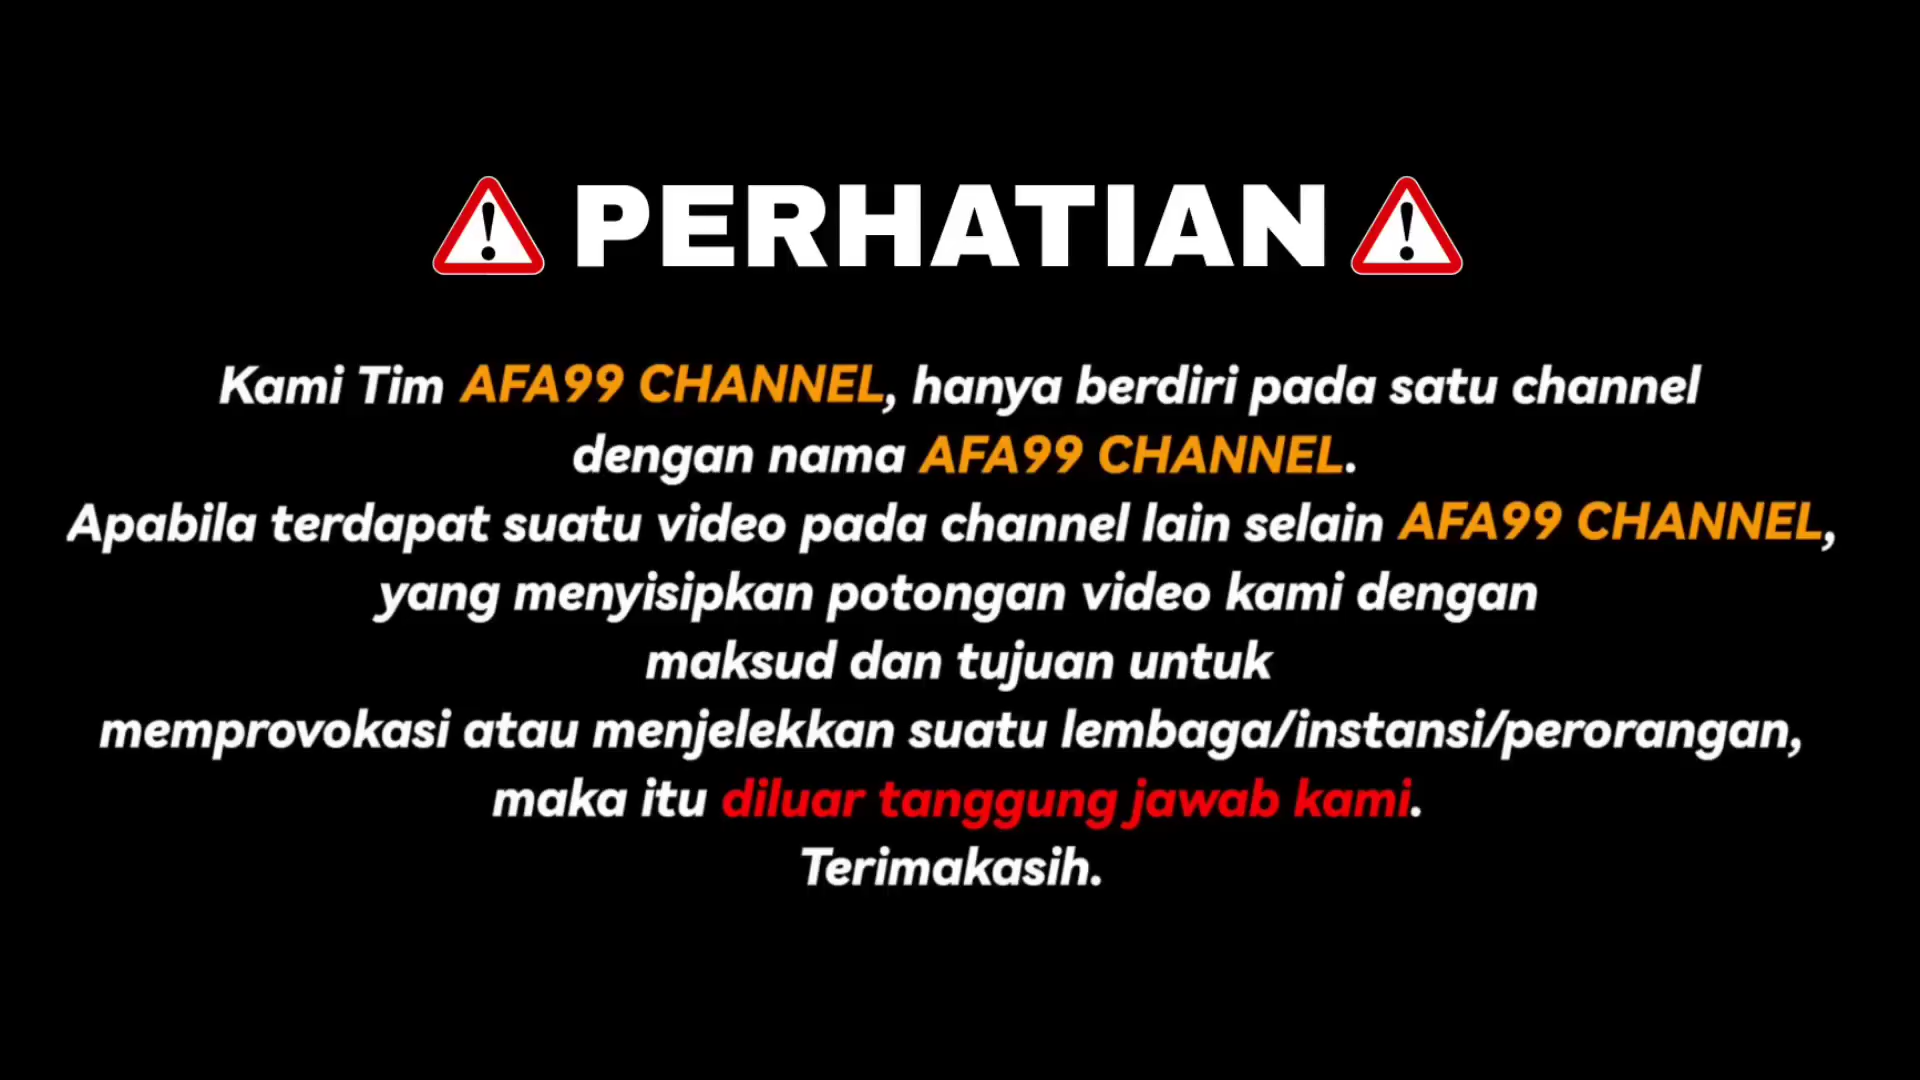 PERHATIAN
Kami Tim AFA99 CHANNEL, hanya berdiri pada satu channel
dengan nama AFA99 CHANNEL.
Apabila terdapat suatu video pada channel lain selain AFA99 CHANNEL,
yang menyisipkan potongan video kami dengan
maksud dan tujuan untuk
memprovokasi atau menjelekkan suatu lembaga/instansi/perorangan,
maka itu diluar tanggung jawab kami.
Terimakasih.